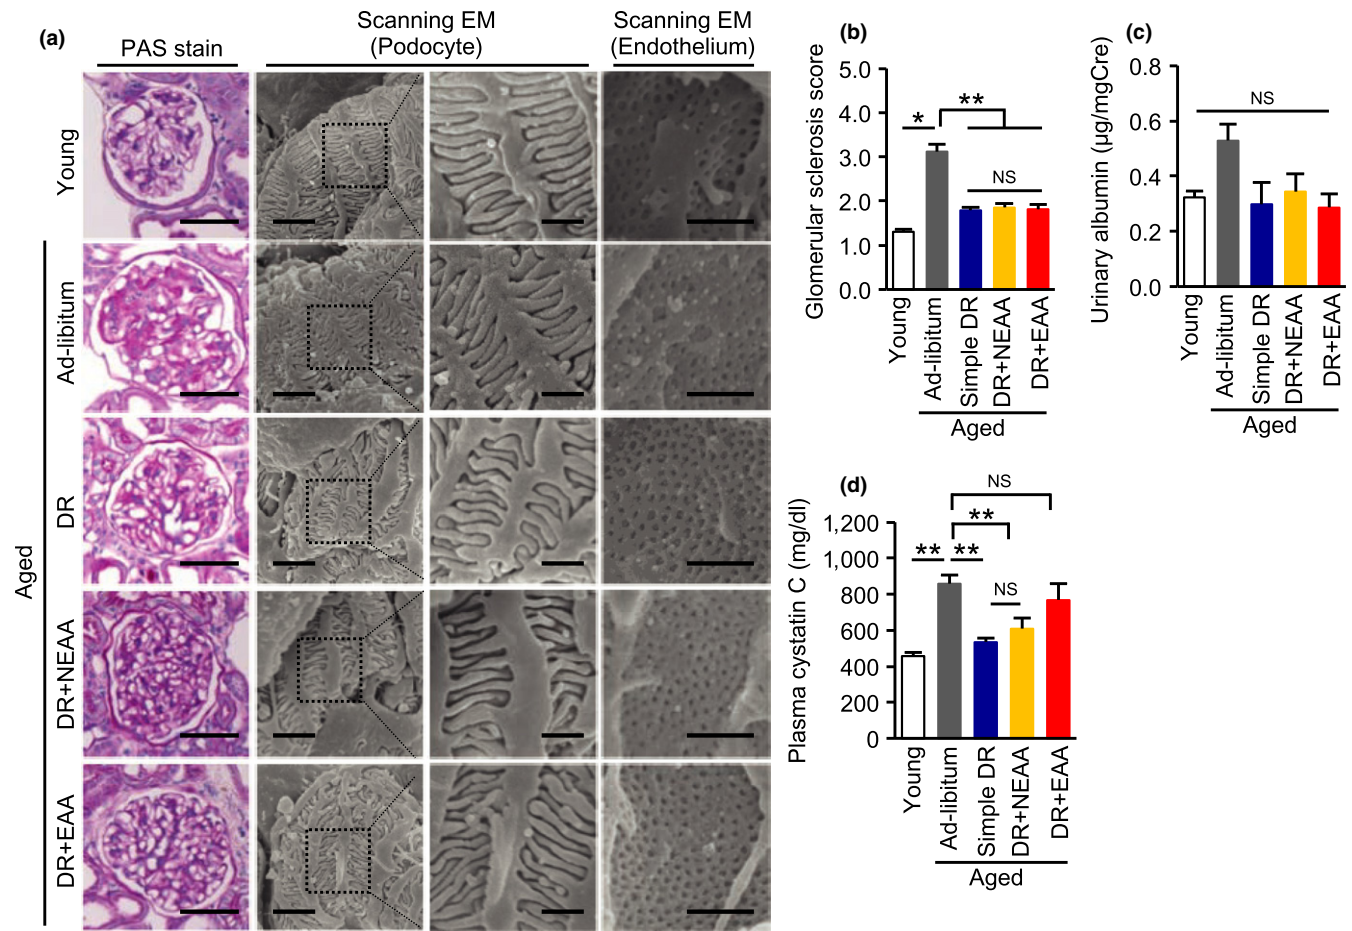 (a)
PAS stain
Scanning EM
(Podocyte)
Scanning EM
(Endothelium)
Young
Ad-libitum
DR
DR+NEAA
DR+EAA
Aged
(b)
Glomerular sclerosis score
5.0
4.0
3.0
2.0
1.0
0.0
*
**
NS
Young
Ad-libitum
Simple DR
DR+NEAA
DR+EAA
Aged
(c)
Urinary albumin (μg/mgCre)
0.8
0.6
0.4
0.2
0.0
NS
Young
Ad-libitum
Simple DR
DR+NEAA
DR+EAA
Aged
(d)
Plasma cystatin C (mg/dl)
1,200
1,000
800
600
400
200
0
NS
**
** **
NS
Young
Ad-libitum
Simple DR
DR+NEAA
DR+EAA
Aged